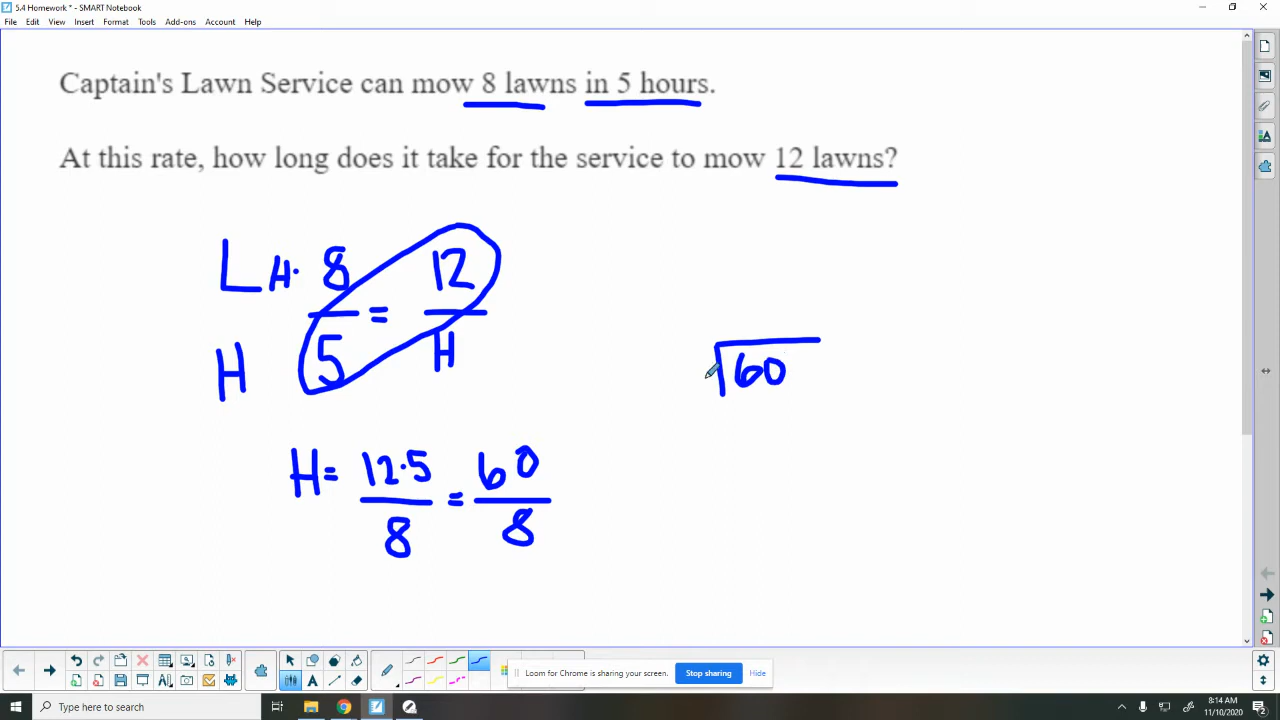 5.4 Homework * - SMART Notebook
File Edit View Insert Format Tools Add-ons Account Help
Captain's Lawn Service can mow 8 lawns in 5 hours.
At this rate, how long does it take for the service to mow 12 lawns?
L H· 8 = 12
H 5 H
60
H = 12·5 = 60
8 8
Loom for Chrome is sharing your screen. Stop sharing Hide
Type here to search
8:14 AM
11/10/2020
2